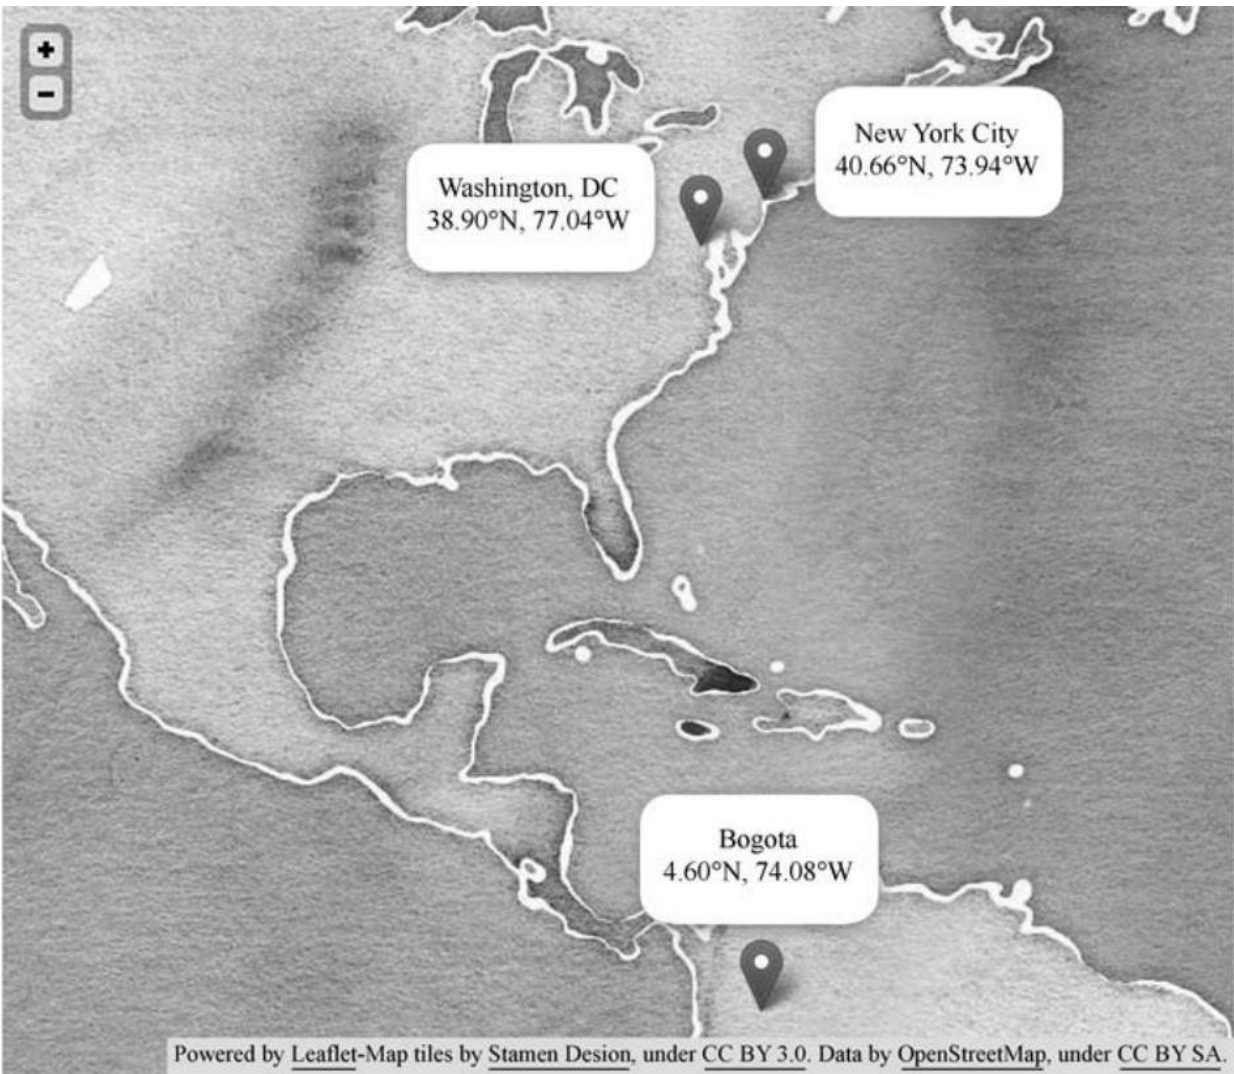 +
−
New York City
40.66°N, 73.94°W
Washington, DC
38.90°N, 77.04°W
Bogota
4.60°N, 74.08°W
Powered by Leaflet-Map tiles by Stamen Desion, under CC BY 3.0. Data by OpenStreetMap, under CC BY SA.